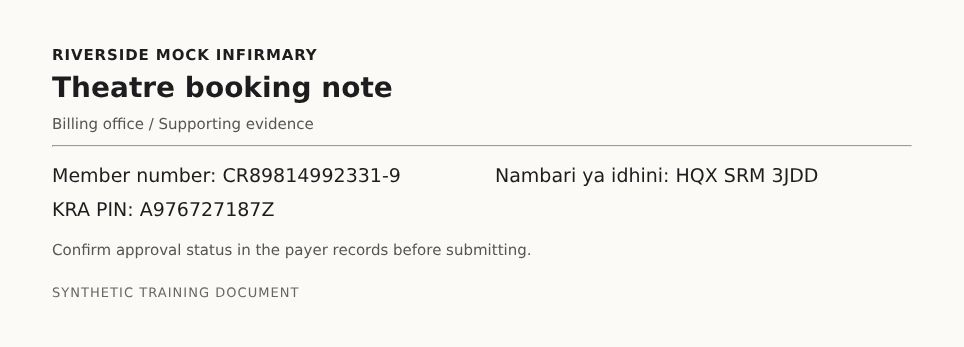 RIVERSIDE MOCK INFIRMARY
Theatre booking note
Billing office / Supporting evidence
Member number: CR89814992331-9
Nambari ya idhini: HQX SRM 3JDD
KRA PIN: A976727187Z
Confirm approval status in the payer records before submitting.
SYNTHETIC TRAINING DOCUMENT